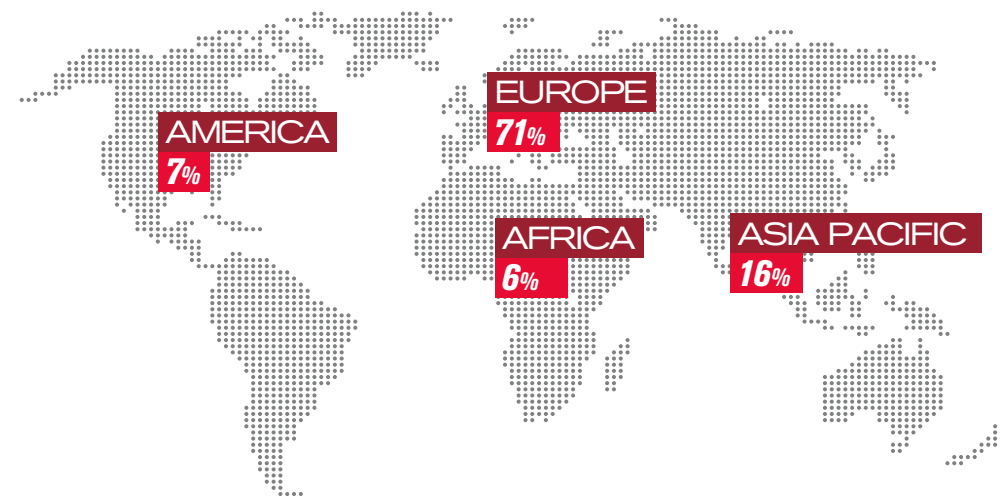 EUROPE
71%
AMERICA
7%
AFRICA
6%
ASIA PACIFIC
16%